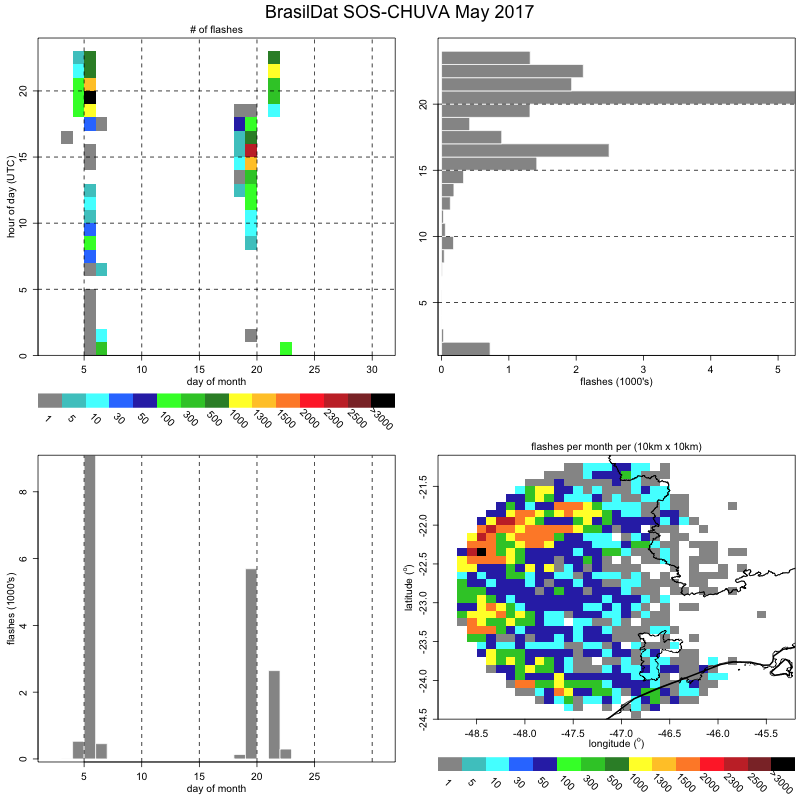 BrasilDat SOS-CHUVA May 2017
# of flashes
hour of day (UTC)
0 5 10 15 20
5 10 15 20 25 30
day of month
1 5 10 30 50 100 300 500 1000 1300 1500 2000 2300 2500 >3000
5 10 15 20
0 1 2 3 4 5
flashes (1000's)
flashes (1000's)
0 2 4 6 8
5 10 15 20 25
day of month
flashes per month per (10km x 10km)
latitude (o)
-21.5 -22.0 -22.5 -23.0 -23.5 -24.0 -24.5
-48.5 -48.0 -47.5 -47.0 -46.5 -46.0 -45.5
longitude (o)
1 5 10 30 50 100 300 500 1000 1300 1500 2000 2300 2500 >3000